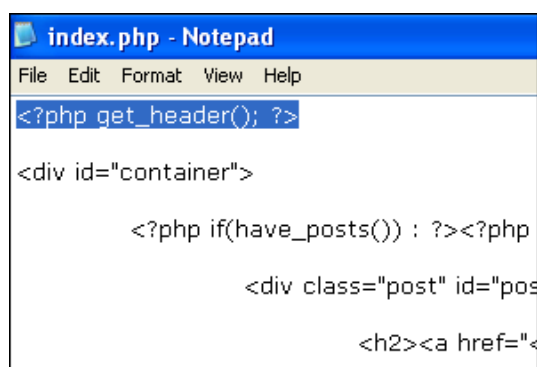 index.php - Notepad
File Edit Format View Help
<?php get_header(); ?>
<div id="container">
<?php if(have_posts()) : ?><?php
<div class="post" id="pos
<h2><a href="<